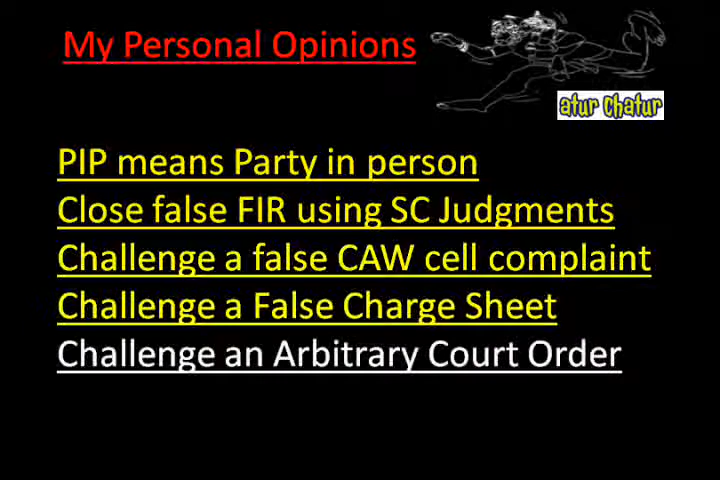 My Personal Opinions
atur chatur
PIP means Party in person
Close false FIR using SC Judgments
Challenge a false CAW cell complaint
Challenge a False Charge Sheet
Challenge an Arbitrary Court Order